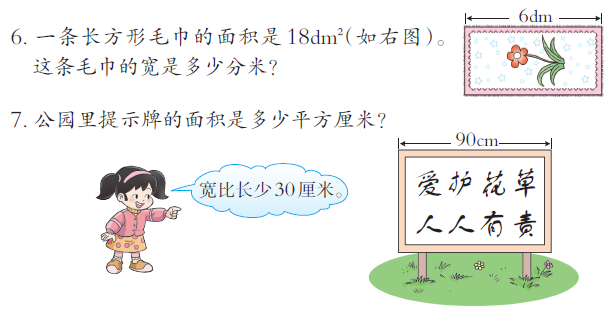 6dm
6. 一条长方形毛巾的面积是18dm²(如右图)。
这条毛巾的宽是多少分米?
7. 公园里提示牌的面积是多少平方厘米?
90cm
宽比长少30厘米。
爱护花草
人人有责